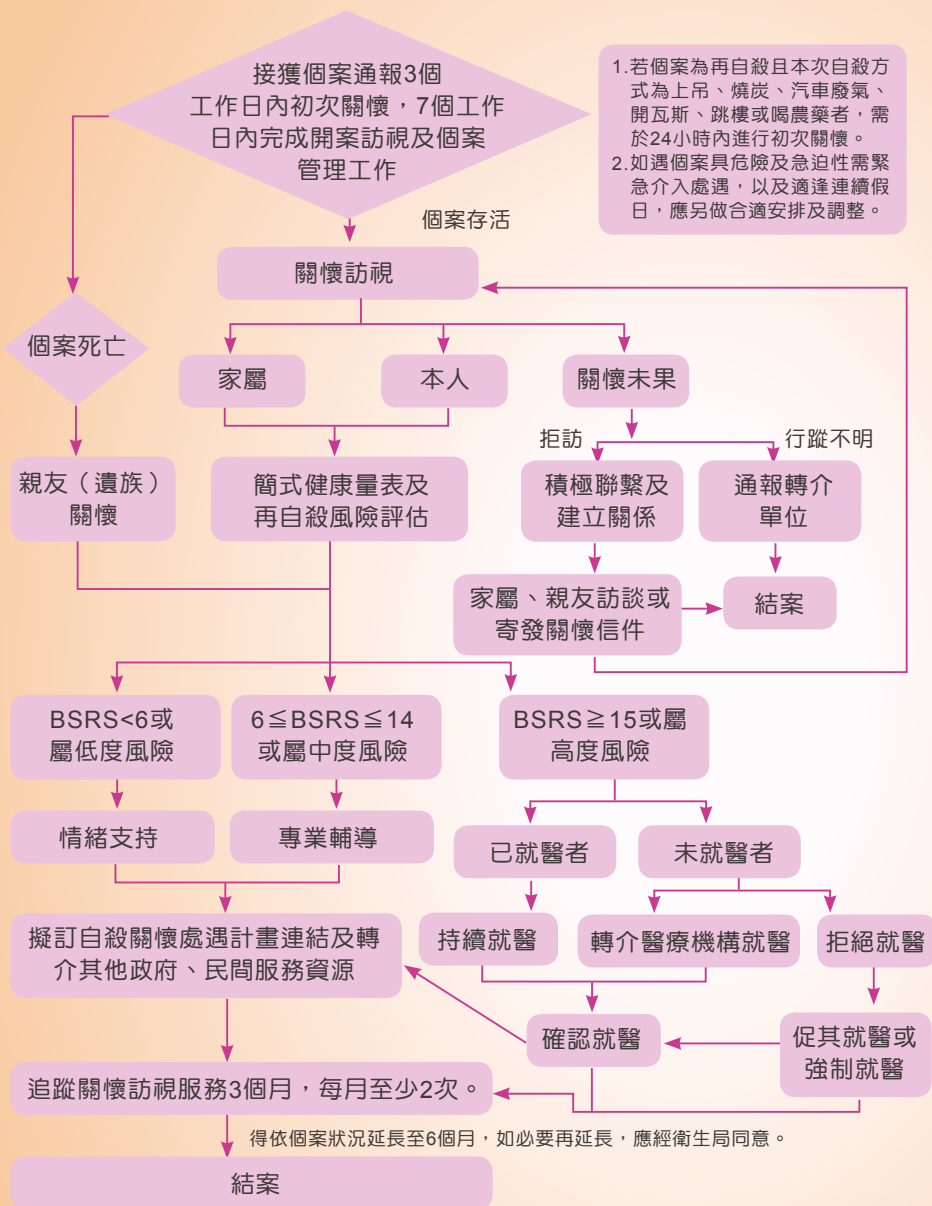 接獲個案通報3個
工作日內初次關懷，7個工作
日內完成開案訪視及個案
管理工作
1.若個案為再自殺且本次自殺方
式為上吊、燒炭、汽車廢氣、
開瓦斯、跳樓或喝農藥者，需
於24小時內進行初次關懷。
2.如遇個案具危險及急迫性需緊
急介入處遇，以及適逢連續假
日，應另做合適安排及調整。
個案存活
關懷訪視
個案死亡
家屬
本人
關懷未果
拒訪
行蹤不明
親友（遺族）
關懷
簡式健康量表及
再自殺風險評估
積極聯繫及
建立關係
通報轉介
單位
家屬、親友訪談或
寄發關懷信件
結案
BSRS<6或
屬低度風險
6≦BSRS≦14
或屬中度風險
BSRS≧15或屬
高度風險
情緒支持
專業輔導
已就醫者
未就醫者
擬訂自殺關懷處遇計畫連結及轉
介其他政府、民間服務資源
持續就醫
轉介醫療機構就醫
拒絕就醫
確認就醫
促其就醫或
強制就醫
追蹤關懷訪視服務3個月，每月至少2次。
得依個案狀況延長至6個月，如必要再延長，應經衛生局同意。
結案